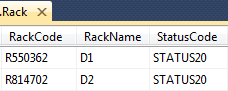 .Rack
RackCode RackName StatusCode
R550362 D1 STATUS20
R814702 D2 STATUS20